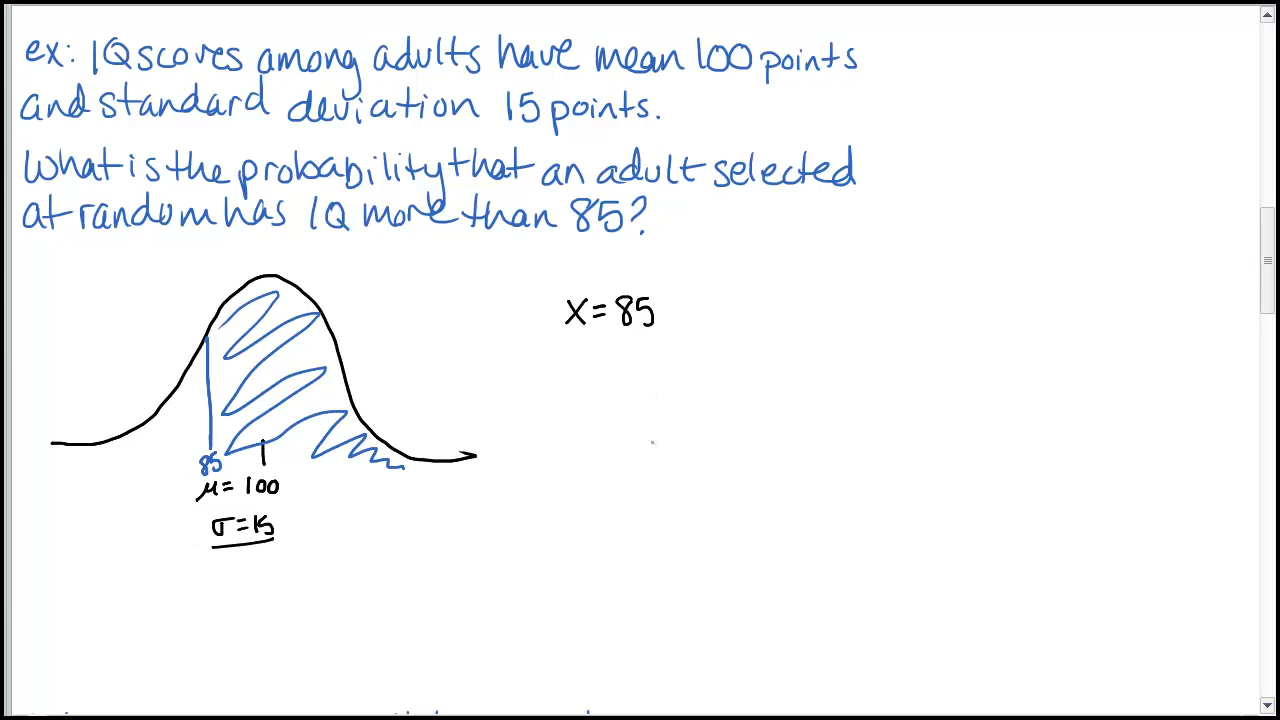 ex: IQ scores among adults have mean 100 points
and standard deviation 15 points.
What is the probability that an adult selected
at random has IQ more than 85?
X = 85
85
μ = 100
σ = 15